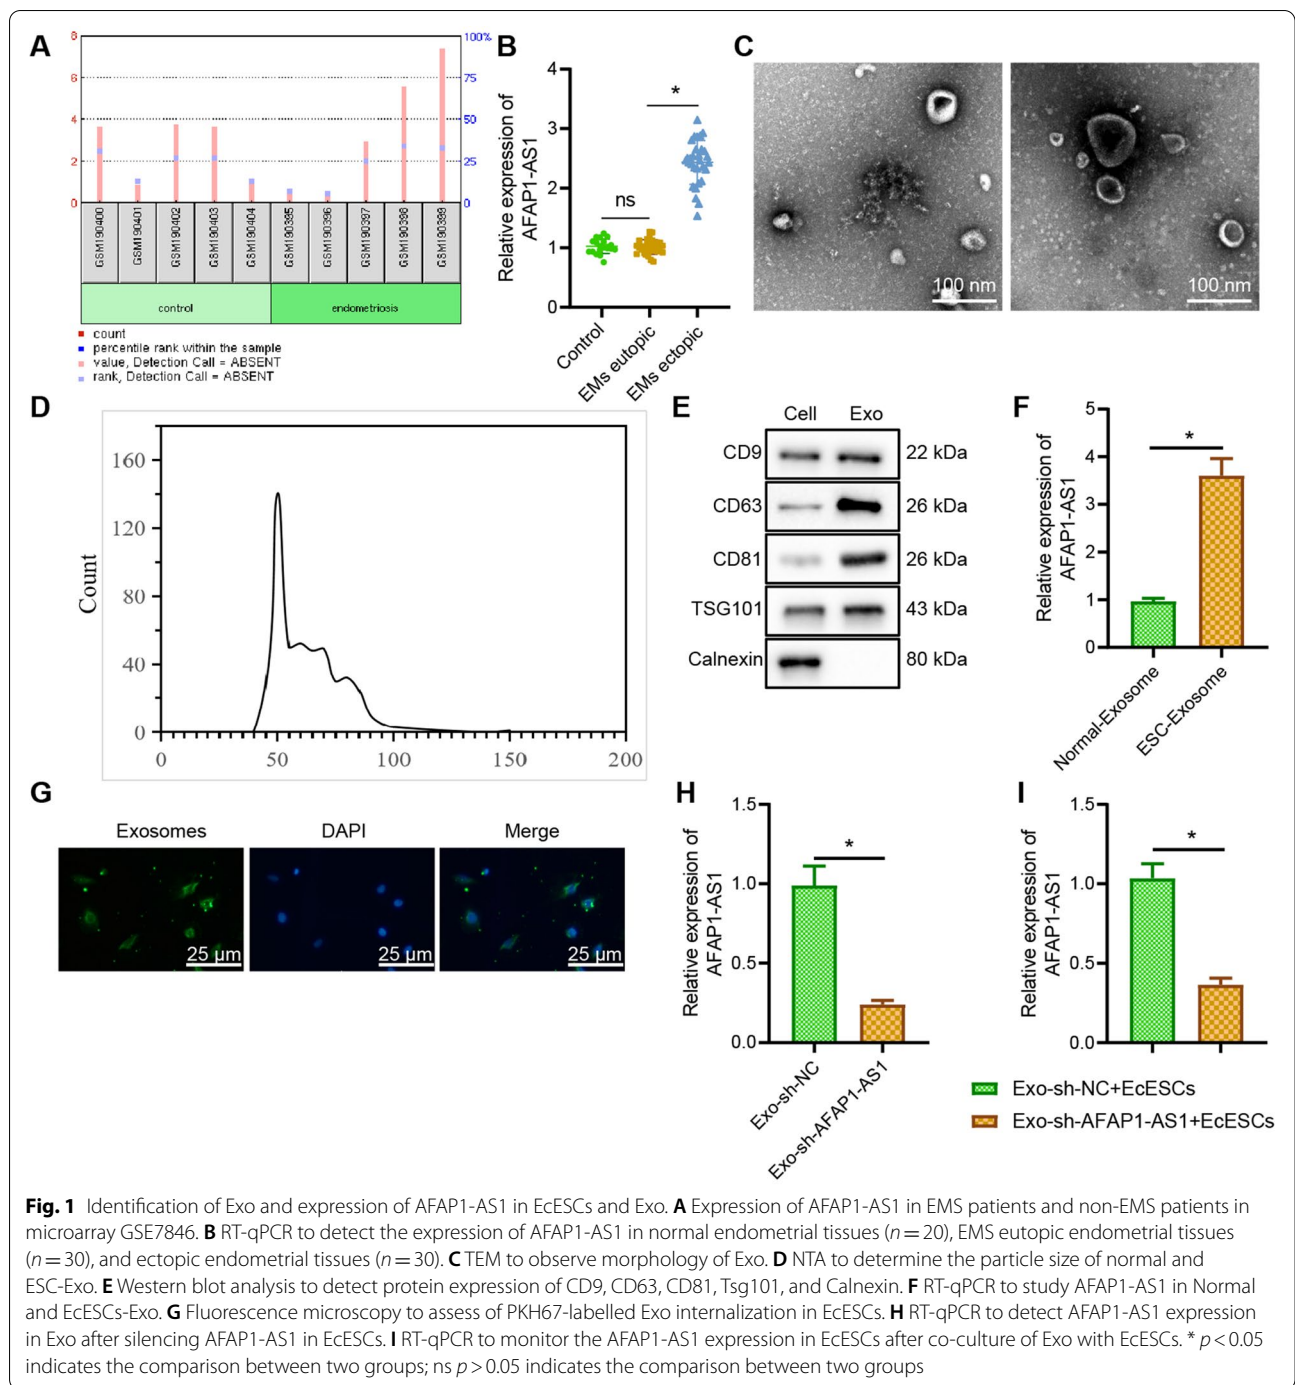 A
8
6
4
2
0
100%
75
50
25
0
GSM190400
GSM190401
GSM190402
GSM190403
GSM190404
GSM190395
GSM190396
GSM190397
GSM190398
GSM190399
control
endometriosis
count
percentile rank within the sample
value, Detection Call = ABSENT
rank, Detection Call = ABSENT
B
Relative expression of
AFAP1-AS1
4
3
2
1
0
ns
*
Control
EMs eutopic
EMs ectopic
C
100 nm
100 nm
D
Count
160
120
80
40
0
0
50
100
150
200
E
Cell Exo
CD9 22 kDa
CD63 26 kDa
CD81 26 kDa
TSG101 43 kDa
Calnexin 80 kDa
F
Relative expression of
AFAP1-AS1
5
4
3
2
1
0
*
Normal-Exosome
ESC-Exosome
G
Exosomes
DAPI
Merge
25 μm
25 μm
25 μm
H
Relative expression of
AFAP1-AS1
1.5
1.0
0.5
0.0
*
Exo-sh-NC
Exo-sh-AFAP1-AS1
I
Relative expression of
AFAP1-AS1
1.5
1.0
0.5
0.0
*
Exo-sh-NC+EcESCs
Exo-sh-AFAP1-AS1+EcESCs
Fig. 1 Identification of Exo and expression of AFAP1-AS1 in EcESCs and Exo. A Expression of AFAP1-AS1 in EMS patients and non-EMS patients in
microarray GSE7846. B RT-qPCR to detect the expression of AFAP1-AS1 in normal endometrial tissues (n = 20), EMS eutopic endometrial tissues
(n = 30), and ectopic endometrial tissues (n = 30). C TEM to observe morphology of Exo. D NTA to determine the particle size of normal and
ESC-Exo. E Western blot analysis to detect protein expression of CD9, CD63, CD81, Tsg101, and Calnexin. F RT-qPCR to study AFAP1-AS1 in Normal
and EcESCs-Exo. G Fluorescence microscopy to assess of PKH67-labelled Exo internalization in EcESCs. H RT-qPCR to detect AFAP1-AS1 expression
in Exo after silencing AFAP1-AS1 in EcESCs. I RT-qPCR to monitor the AFAP1-AS1 expression in EcESCs after co-culture of Exo with EcESCs. * p < 0.05
indicates the comparison between two groups; ns p > 0.05 indicates the comparison between two groups